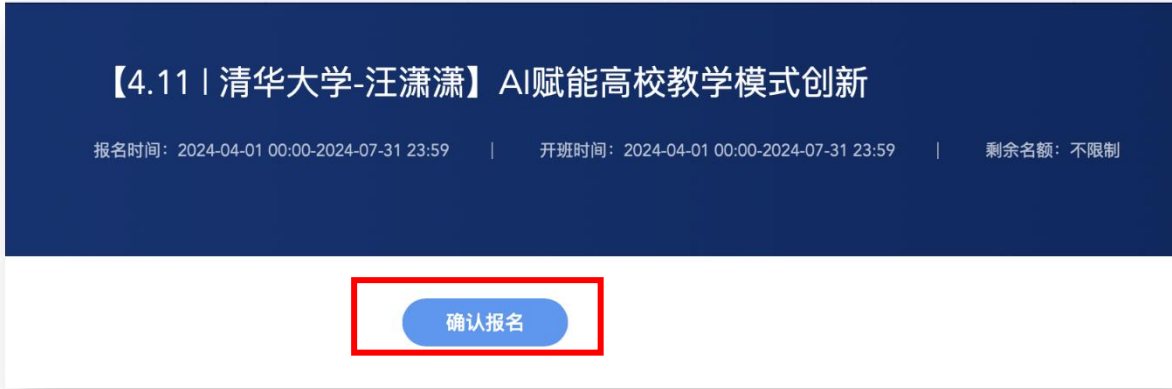 【4.11 | 清华大学-汪潇潇】AI赋能高校教学模式创新
报名时间：2024-04-01 00:00-2024-07-31 23:59 | 开班时间：2024-04-01 00:00-2024-07-31 23:59 | 剩余名额：不限制
确认报名